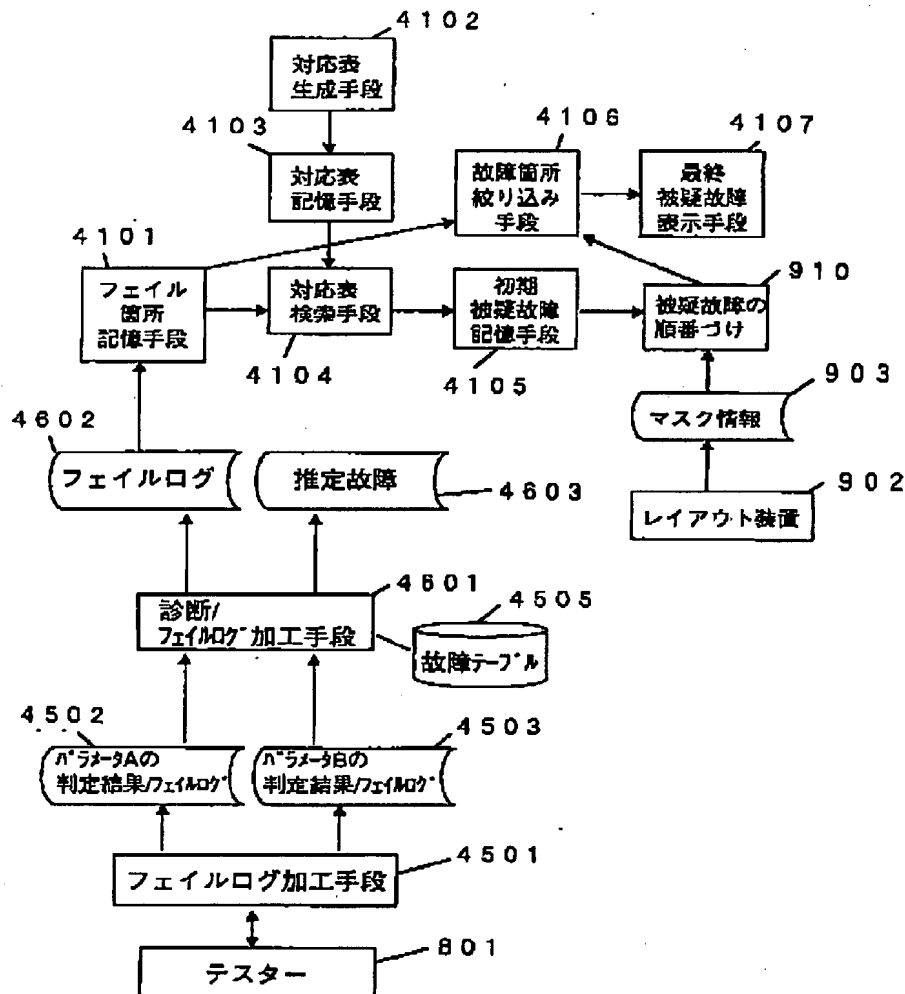 4102
対応表
生成手段
4103
対応表
記憶手段
4106
故障箇所
絞り込み
手段
4107
最終
被疑故障
表示手段
4101
フェイル
箇所
記憶手段
対応表
検索手段
4104
初期
被疑故障
記憶手段
4105
910
被疑故障の
順番づけ
903
マスク情報
902
レイアウト装置
4602
フェイルログ
推定故障
4603
4601
診断/
フェイルログ加工手段
4505
故障テーブル
4502
パラメータAの
判定結果/フェイルログ
4503
パラメータBの
判定結果/フェイルログ
4501
フェイルログ加工手段
801
テスター